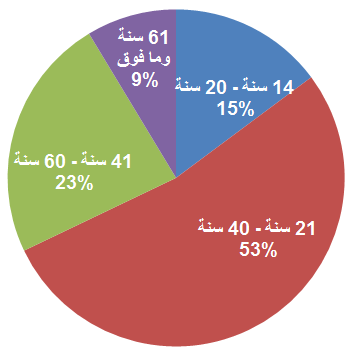 61 سنة
وما فوق
9%
14 سنة - 20 سنة
15%
41 سنة - 60 سنة
23%
21 سنة - 40 سنة
53%